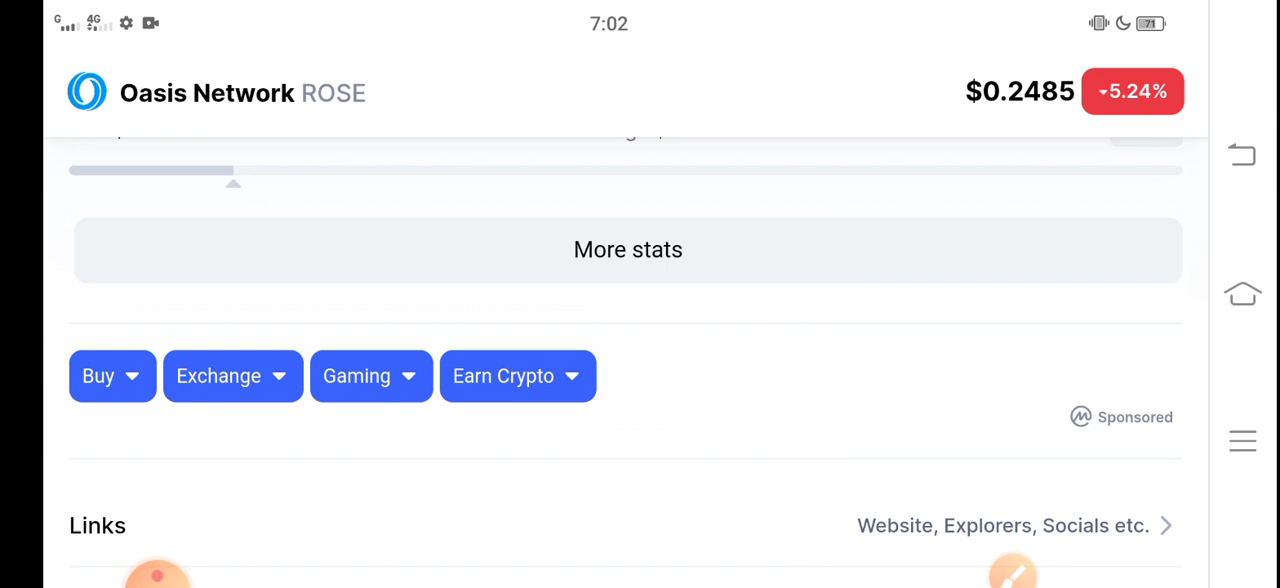 G 4G 7:02 71
Oasis Network ROSE $0.2485 5.24%
More stats
Buy Exchange Gaming Earn Crypto
Sponsored
Links Website, Explorers, Socials etc.